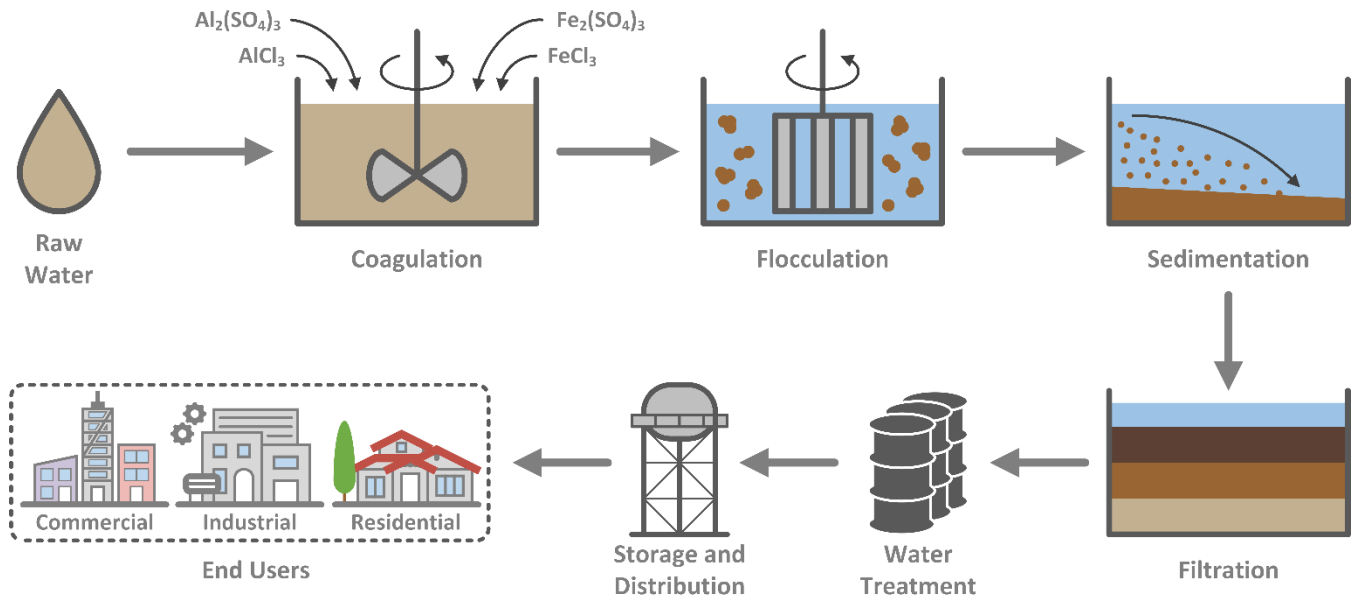 Al₂(SO₄)₃
AlCl₃
Fe₂(SO₄)₃
FeCl₃
Raw
Water
Coagulation
Flocculation
Sedimentation
Commercial
Industrial
Residential
End Users
Storage and
Distribution
Water
Treatment
Filtration